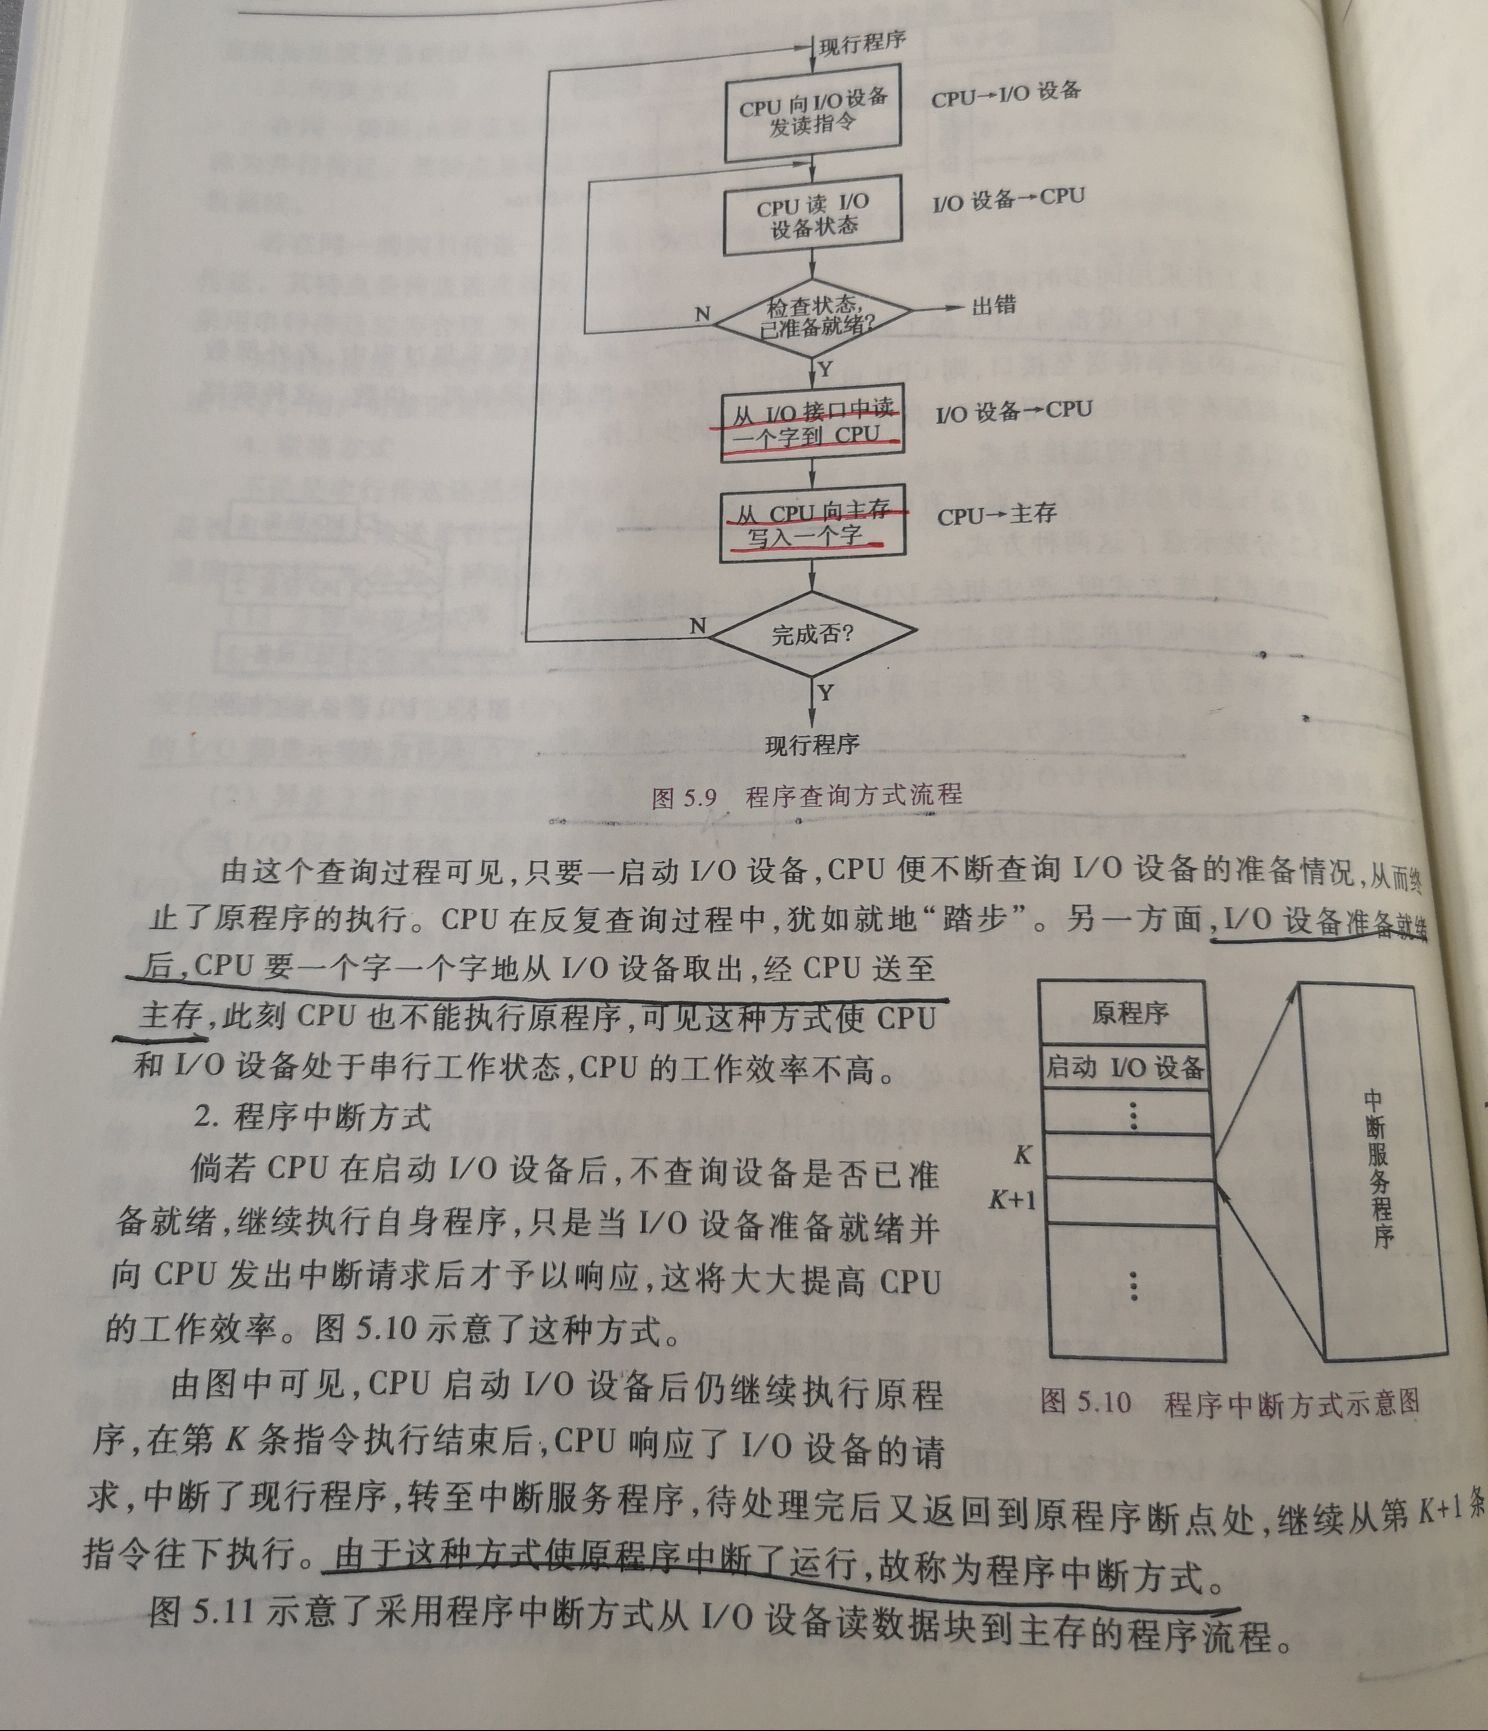 现行程序
CPU 向 I/O 设备
发读指令
CPU→I/O 设备
CPU 读 I/O
设备状态
I/O 设备→CPU
检查状态,
已准备就绪?
N
出错
Y
从 I/O 接口中读
一个字到 CPU
I/O 设备→CPU
从 CPU 向主存
写入一个字
CPU→主存
完成否?
N
Y
现行程序
图 5.9 程序查询方式流程
由这个查询过程可见,只要一启动 I/O 设备,CPU 便不断查询 I/O 设备的准备情况,从而终
止了原程序的执行。CPU 在反复查询过程中,犹如就地“踏步”。另一方面,I/O 设备准备就绪
后,CPU 要一个字一个字地从 I/O 设备取出,经 CPU 送至
主存,此刻 CPU 也不能执行原程序,可见这种方式使 CPU
和 I/O 设备处于串行工作状态,CPU 的工作效率不高。
2. 程序中断方式
倘若 CPU 在启动 I/O 设备后,不查询设备是否已准
备就绪,继续执行自身程序,只是当 I/O 设备准备就绪并
向 CPU 发出中断请求后才予以响应,这将大大提高 CPU
的工作效率。图 5.10 示意了这种方式。
由图中可见,CPU 启动 I/O 设备后仍继续执行原程
序,在第 K 条指令执行结束后,CPU 响应了 I/O 设备的请
求,中断了现行程序,转至中断服务程序,待处理完后又返回到原程序断点处,继续从第 K+1 条
指令往下执行。由于这种方式使原程序中断了运行,故称为程序中断方式。
图 5.11 示意了采用程序中断方式从 I/O 设备读数据块到主存的程序流程。
原程序
启动 I/O 设备
⋮
K
K+1
⋮
中断服务程序
图 5.10 程序中断方式示意图